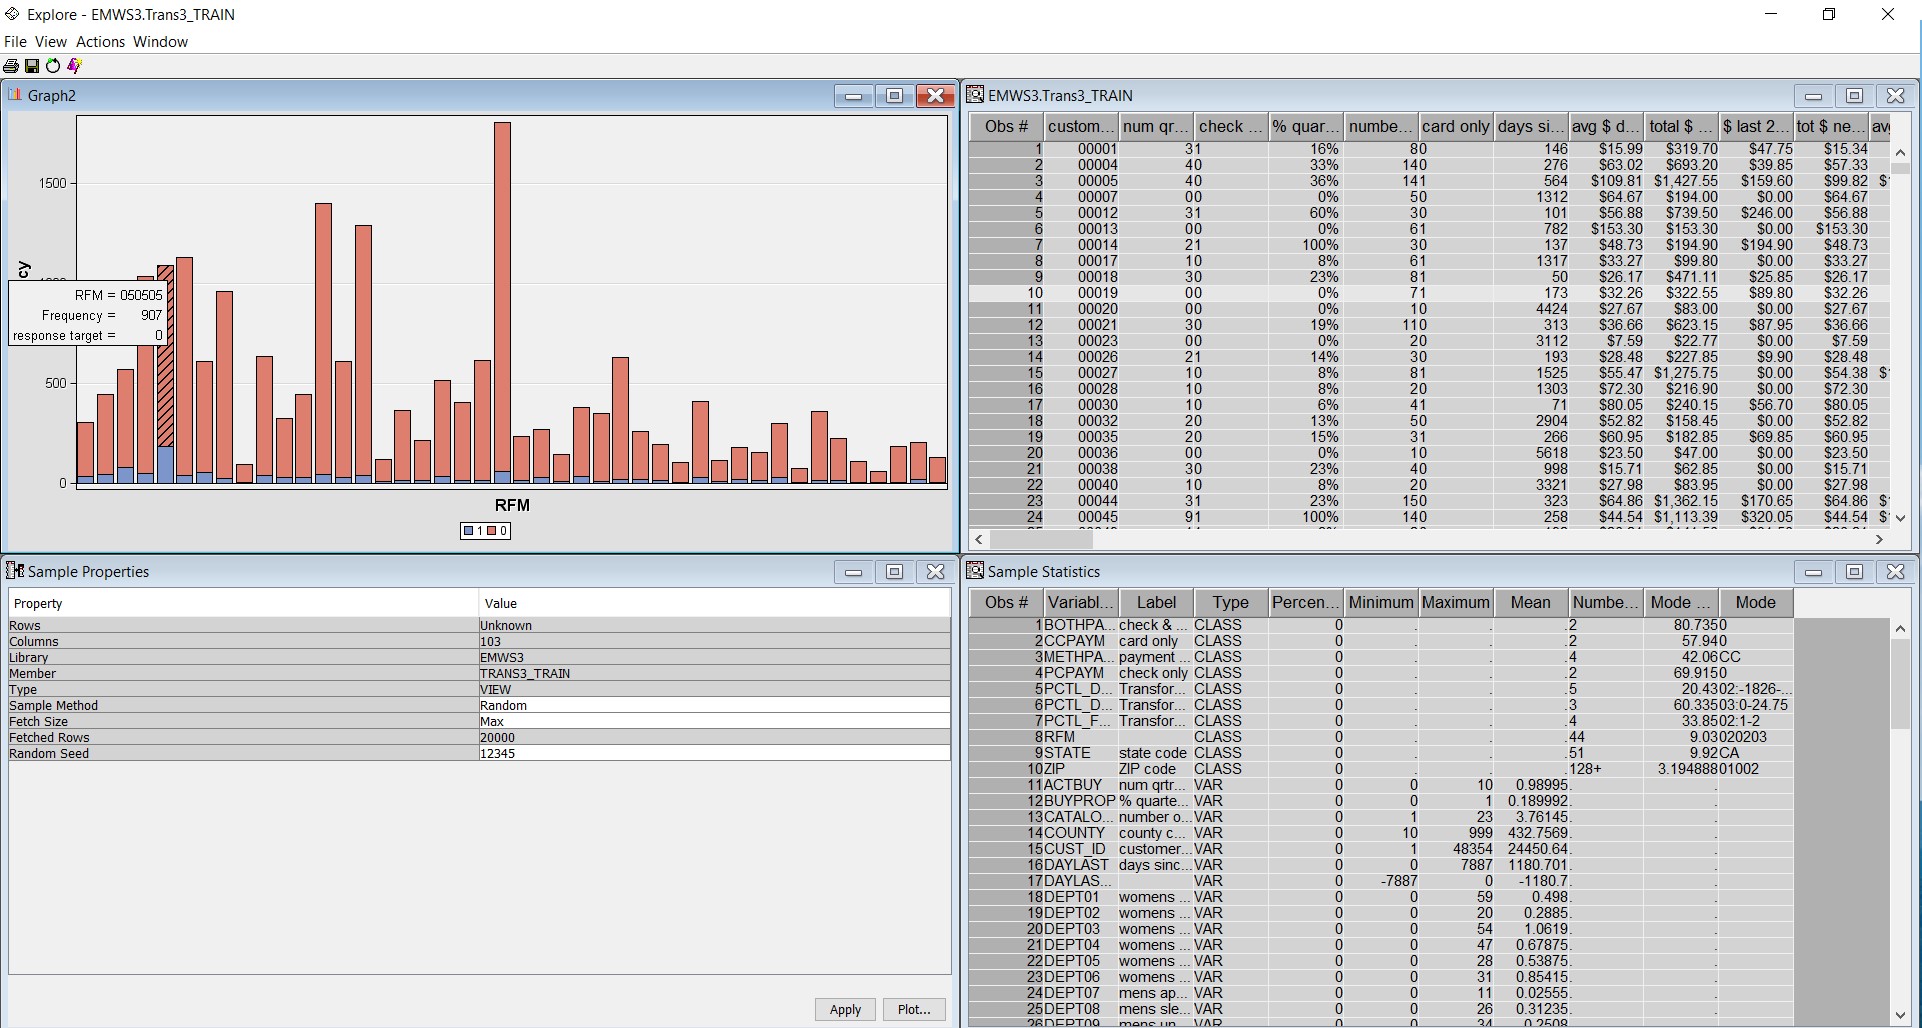 Explore - EMWS3.Trans3_TRAIN
File View Actions Window
Graph2
1500
cy
RFM = 050505
Frequency = 907
response target = 0
500
0
RFM
1 0
EMWS3.Trans3_TRAIN
Obs # custom... num qr... check ... % quar... numbe... card only days si... avg $ d... total $ ... $ last 2... tot $ ne... av
1 00001 31 16% 80 146 $15.99 $319.70 $47.75 $15.34
2 00004 40 33% 140 276 $63.02 $693.20 $39.85 $57.33
3 00005 40 36% 141 564 $109.81 $1,427.55 $159.60 $99.82 $
4 00007 00 0% 50 1312 $64.67 $194.00 $0.00 $64.67
5 00012 31 60% 30 101 $56.88 $739.50 $246.00 $56.88
6 00013 00 0% 61 782 $153.30 $153.30 $0.00 $153.30
7 00014 21 100% 30 137 $48.73 $194.90 $194.90 $48.73
8 00017 10 8% 61 1317 $33.27 $99.80 $0.00 $33.27
9 00018 30 23% 81 50 $26.17 $471.11 $25.85 $26.17
10 00019 00 0% 71 173 $32.26 $322.55 $89.80 $32.26
11 00020 00 0% 10 4424 $27.67 $83.00 $0.00 $27.67
12 00021 30 19% 110 313 $36.66 $623.15 $87.95 $36.66
13 00023 00 0% 20 3112 $7.59 $22.77 $0.00 $7.59
14 00026 21 14% 30 193 $28.48 $227.85 $9.90 $28.48
15 00027 10 8% 81 1525 $55.47 $1,275.75 $0.00 $54.38 $
16 00028 10 8% 20 1303 $72.30 $216.90 $0.00 $72.30
17 00030 10 6% 41 71 $80.05 $240.15 $56.70 $80.05
18 00032 20 13% 50 2904 $52.82 $158.45 $0.00 $52.82
19 00035 20 15% 31 266 $60.95 $182.85 $69.85 $60.95
20 00036 00 0% 10 5618 $23.50 $47.00 $0.00 $23.50
21 00038 30 23% 40 998 $15.71 $62.85 $0.00 $15.71
22 00040 10 8% 20 3321 $27.98 $83.95 $0.00 $27.98
23 00044 31 23% 150 323 $64.86 $1,362.15 $170.65 $64.86 $
24 00045 91 100% 140 258 $44.54 $1,113.39 $320.05 $44.54 $
Sample Properties
Property Value
Rows Unknown
Columns 103
Library EMWS3
Member TRANS3_TRAIN
Type VIEW
Sample Method Random
Fetch Size Max
Fetched Rows 20000
Random Seed 12345
Apply Plot...
Sample Statistics
Obs # Variabl... Label Type Percen... Minimum Maximum Mean Numbe... Mode ... Mode
1 BOTHPA... check & ... CLASS 0 . . . 2 80.735 0
2 CCPAYM card only CLASS 0 . . . 2 57.94 0
3 METHPA... payment ... CLASS 0 . . . 4 42.06 CC
4 PCPAYM check only CLASS 0 . . . 2 69.915 0
5 PCTL_D... Transfor... CLASS 0 . . . 5 20.43 02:-1826-...
6 PCTL_D... Transfor... CLASS 0 . . . 3 60.335 03:0-24.75
7 PCTL_F... Transfor... CLASS 0 . . . 4 33.85 02:1-2
8 RFM CLASS 0 . . . 44 9.03 020203
9 STATE state code CLASS 0 . . . 51 9.92 CA
10 ZIP ZIP code CLASS 0 . . . 128+ 3.194888 01002
11 ACTBUY num qrtr... VAR 0 0 10 0.98995 . .
12 BUYPROP % quarte... VAR 0 0 1 0.189992 . .
13 CATALO... number o... VAR 0 1 23 3.76145 . .
14 COUNTY county c... VAR 0 10 999 432.7569 . .
15 CUST_ID customer... VAR 0 1 48354 24450.64 . .
16 DAYLAST days sinc... VAR 0 0 7887 1180.701 . .
17 DAYLAS... VAR 0 -7887 0 -1180.7 . .
18 DEPT01 womens ... VAR 0 0 59 0.498 . .
19 DEPT02 womens ... VAR 0 0 20 0.2885 . .
20 DEPT03 womens ... VAR 0 0 54 1.0619 . .
21 DEPT04 womens ... VAR 0 0 47 0.67875 . .
22 DEPT05 womens ... VAR 0 0 28 0.53875 . .
23 DEPT06 womens ... VAR 0 0 31 0.85415 . .
24 DEPT07 mens ap... VAR 0 0 11 0.02555 . .
25 DEPT08 mens sle... VAR 0 0 26 0.31235 . .
26 DEPT09 mens un... VAR 0 0 34 0.2508 . .